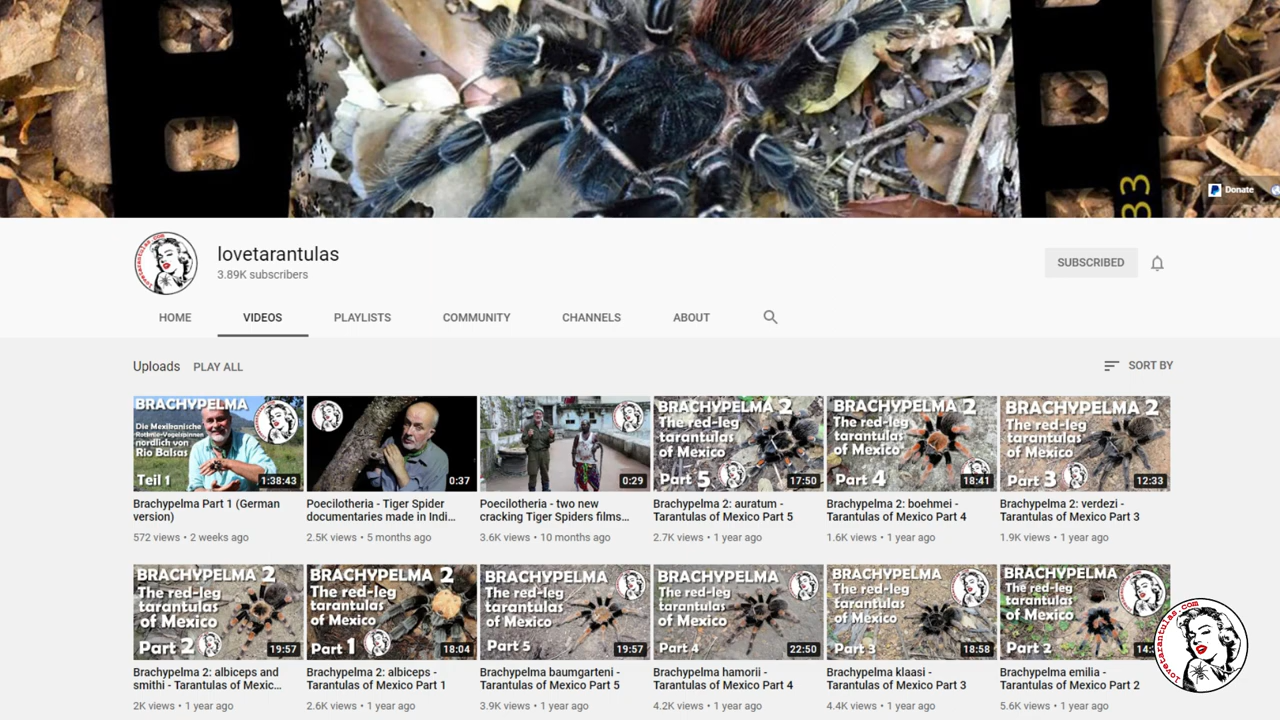 33
Donate
lovetarantulas.com
lovetarantulas
3.89K subscribers
SUBSCRIBED
HOME
VIDEOS
PLAYLISTS
COMMUNITY
CHANNELS
ABOUT
Uploads
PLAY ALL
SORT BY
BRACHYPELMA
Die Mexikanische
Rotknie-Vogelspinnen
nördlich von
Rio Balsas
Teil 1
1:38:43
0:37
0:29
BRACHYPELMA 2
The red-leg
tarantulas
of Mexico
Part 5
17:50
BRACHYPELMA 2
The red-leg
tarantulas
of Mexico
Part 4
18:41
BRACHYPELMA 2
The red-leg
tarantulas
of Mexico
Part 3
12:33
Brachypelma Part 1 (German
version)
572 views • 2 weeks ago
Poecilotheria - Tiger Spider
documentaries made in Indi...
2.5K views • 5 months ago
Poecilotheria - two new
cracking Tiger Spiders films...
3.6K views • 10 months ago
Brachypelma 2: auratum -
Tarantulas of Mexico Part 5
2.7K views • 1 year ago
Brachypelma 2: boehmei -
Tarantulas of Mexico Part 4
1.6K views • 1 year ago
Brachypelma 2: verdezi -
Tarantulas of Mexico Part 3
1.9K views • 1 year ago
BRACHYPELMA 2
The red-leg
tarantulas
of Mexico
Part 2
19:57
BRACHYPELMA 2
The red-leg
tarantulas
of Mexico
Part 1
18:04
BRACHYPELMA
The red-leg
tarantulas
of Mexico
Part 5
19:57
BRACHYPELMA
The red-leg
tarantulas
of Mexico
Part 4
22:50
BRACHYPELMA
The red-leg
tarantulas
of Mexico
Part 3
18:58
BRACHYPELMA
The red-leg
tarantulas
of Mexico
Part 2
Brachypelma 2: albiceps and
smithi - Tarantulas of Mexic...
2K views • 1 year ago
Brachypelma 2: albiceps -
Tarantulas of Mexico Part 1
2.6K views • 1 year ago
Brachypelma baumgarteni -
Tarantulas of Mexico Part 5
3.9K views • 1 year ago
Brachypelma hamorii -
Tarantulas of Mexico Part 4
4.2K views • 1 year ago
Brachypelma klaasi -
Tarantulas of Mexico Part 3
4.4K views • 1 year ago
Brachypelma emilia -
Tarantulas of Mexico Part 2
5.6K views • 1 year ago
lovetarantulas.com